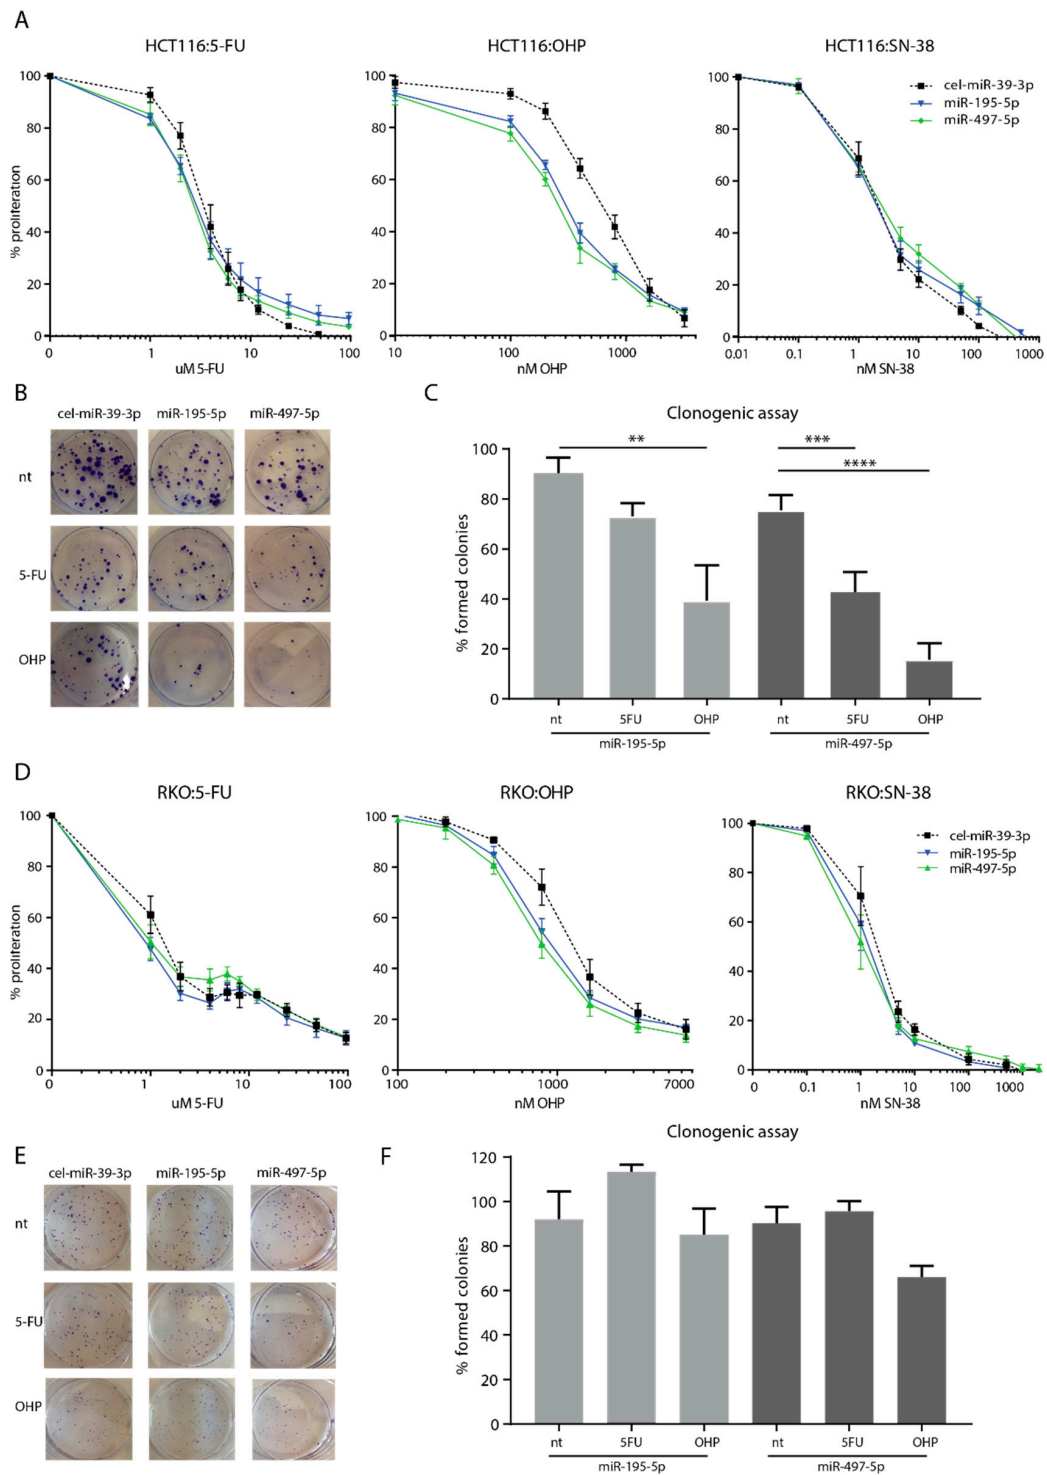 A
HCT116:5-FU
HCT116:OHP
HCT116:SN-38
% proliferation
100
80
60
40
20
0
0 1 10 100
uM 5-FU
100
80
60
40
20
0
10 100 1000
nM OHP
100
80
60
40
20
0
0.01 0.1 1 10 100 1000
nM SN-38
cel-miR-39-3p
miR-195-5p
miR-497-5p
B
cel-miR-39-3p miR-195-5p miR-497-5p
nt
5-FU
OHP
C
Clonogenic assay
% formed colonies
100
80
60
40
20
0
** *** ****
nt 5FU OHP nt 5FU OHP
miR-195-5p miR-497-5p
D
RKO:5-FU
RKO:OHP
RKO:SN-38
% proliferation
100
80
60
40
20
0
0 1 10 100
uM 5-FU
100
80
60
40
20
0
100 1000 7000
nM OHP
100
80
60
40
20
0
0 0.1 1 10 100 1000
nM SN-38
cel-miR-39-3p
miR-195-5p
miR-497-5p
E
cel-miR-39-3p miR-195-5p miR-497-5p
nt
5-FU
OHP
F
Clonogenic assay
% formed colonies
120
100
80
60
40
20
0
nt 5FU OHP nt 5FU OHP
miR-195-5p miR-497-5p